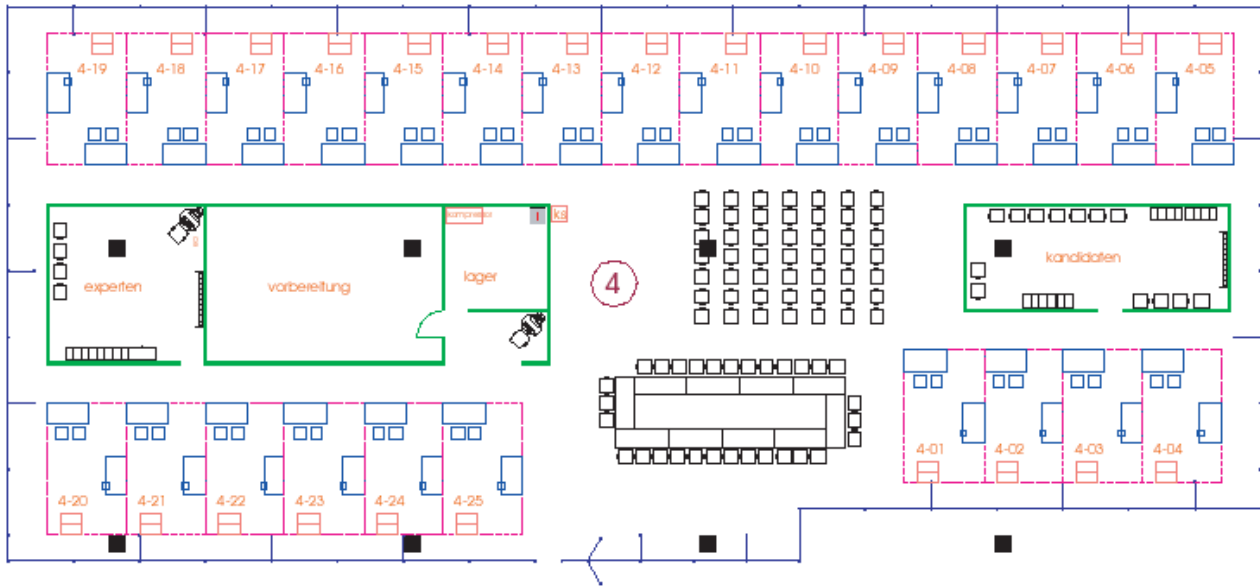 4-19 4-18 4-17 4-16 4-15 4-14 4-13 4-12 4-11 4-10 4-09 4-08 4-07 4-06 4-05
kompressor ks
experten vorbereitung lager 4 kandidaten
4-01 4-02 4-03 4-04
4-20 4-21 4-22 4-23 4-24 4-25